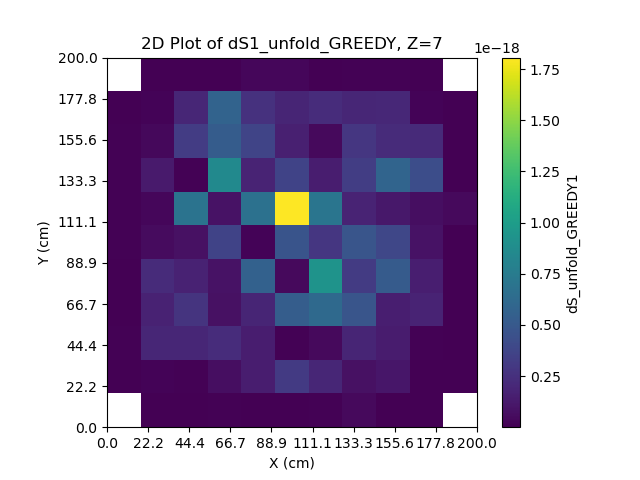 2D Plot of dS1_unfold_GREEDY, Z=7
1e−18
200.0
177.8
155.6
133.3
111.1
88.9
66.7
44.4
22.2
0.0
Y (cm)
0.0 22.2 44.4 66.7 88.9 111.1 133.3 155.6 177.8 200.0
X (cm)
1.75
1.50
1.25
1.00
0.75
0.50
0.25
dS_unfold_GREEDY1